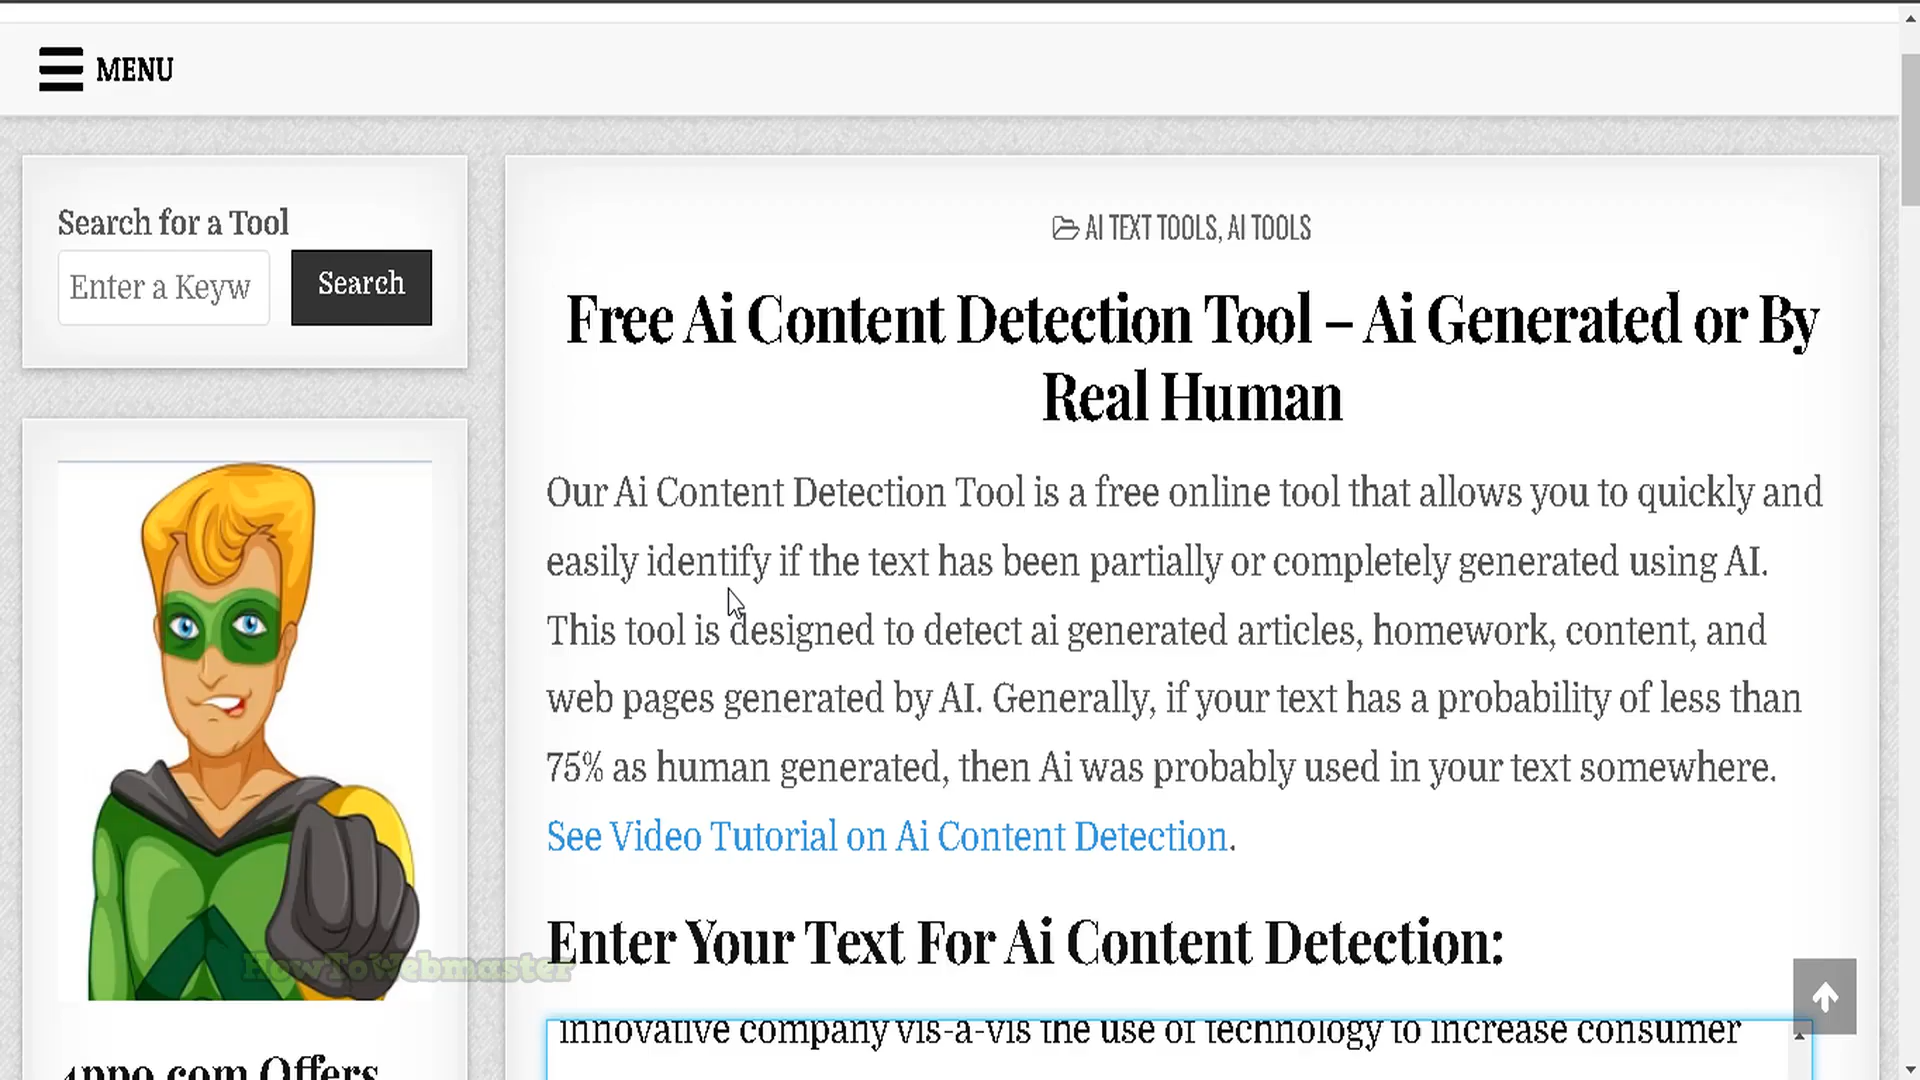 MENU
Search for a Tool
Enter a Keyw
Search
AI TEXT TOOLS, AI TOOLS
Free Ai Content Detection Tool – Ai Generated or By
Real Human
Our Ai Content Detection Tool is a free online tool that allows you to quickly and
easily identify if the text has been partially or completely generated using AI.
This tool is designed to detect ai generated articles, homework, content, and
web pages generated by AI. Generally, if your text has a probability of less than
75% as human generated, then Ai was probably used in your text somewhere.
See Video Tutorial on Ai Content Detection.
HowToWebmaster
Enter Your Text For Ai Content Detection:
innovative company vis-a-vis the use of technology to increase consumer
4ppo.com Offers